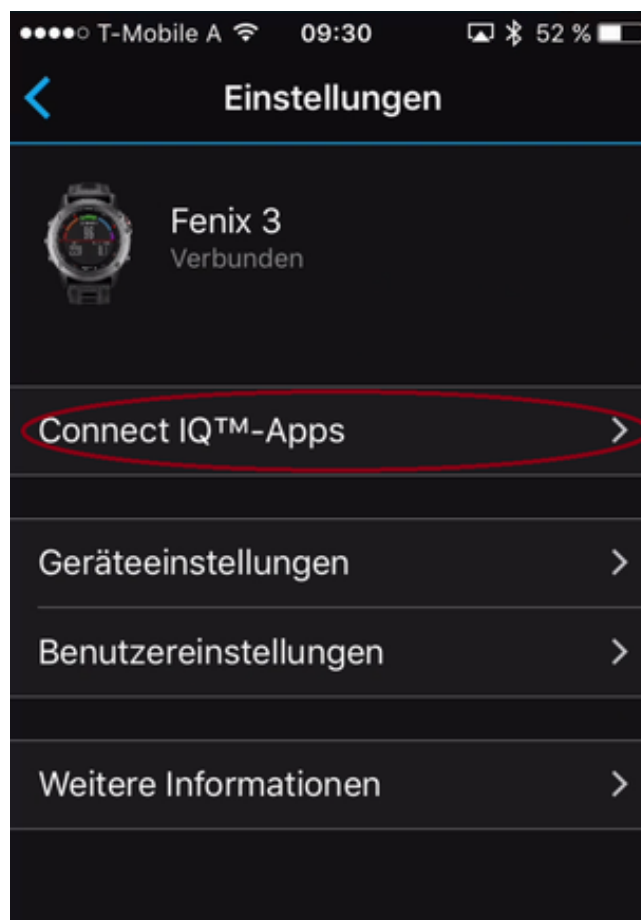 T-Mobile A 09:30 52 %
Einstellungen
Fenix 3
Verbunden
Connect IQ™-Apps
Geräteeinstellungen
Benutzereinstellungen
Weitere Informationen